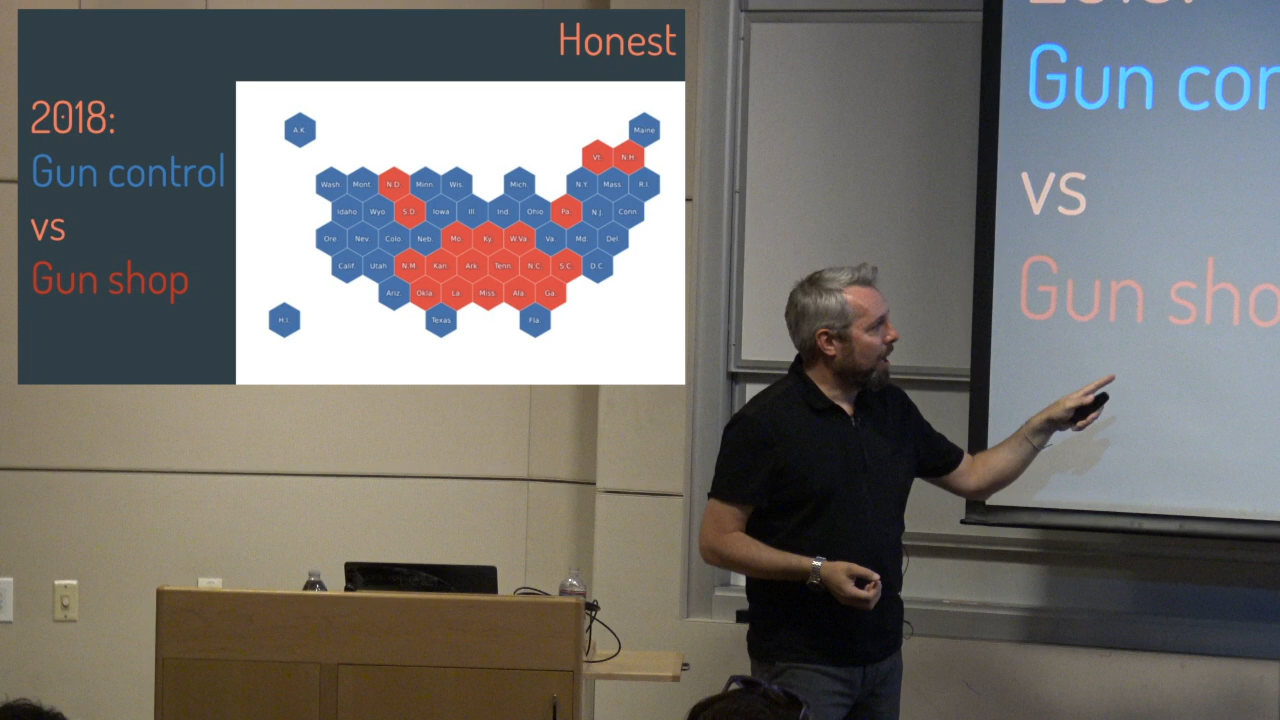 Honest
2018:
Gun control
vs
Gun shop
A.K.
Maine
Vt. N.H.
Wash. Mont. N.D. Minn. Wis. Mich. N.Y. Mass. R.I.
Idaho Wyo. S.D. Iowa Ill. Ind. Ohio Pa. N.J. Conn.
Ore. Nev. Colo. Neb. Mo. Ky. W.Va. Va. Md. Del.
Calif. Utah N.M. Kan. Ark. Tenn. N.C. S.C. D.C.
Ariz. Okla. La. Miss. Ala. Ga.
H.I. Texas Fla.
Gun con
vs
Gun sho